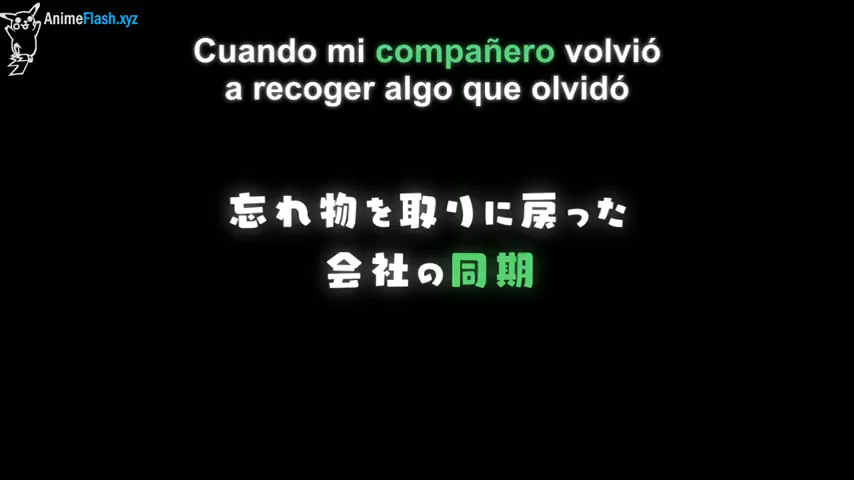 AnimeFlash.xyz
Cuando mi compañero volvió
a recoger algo que olvidó
忘れ物を取りに戻った
会社の同期